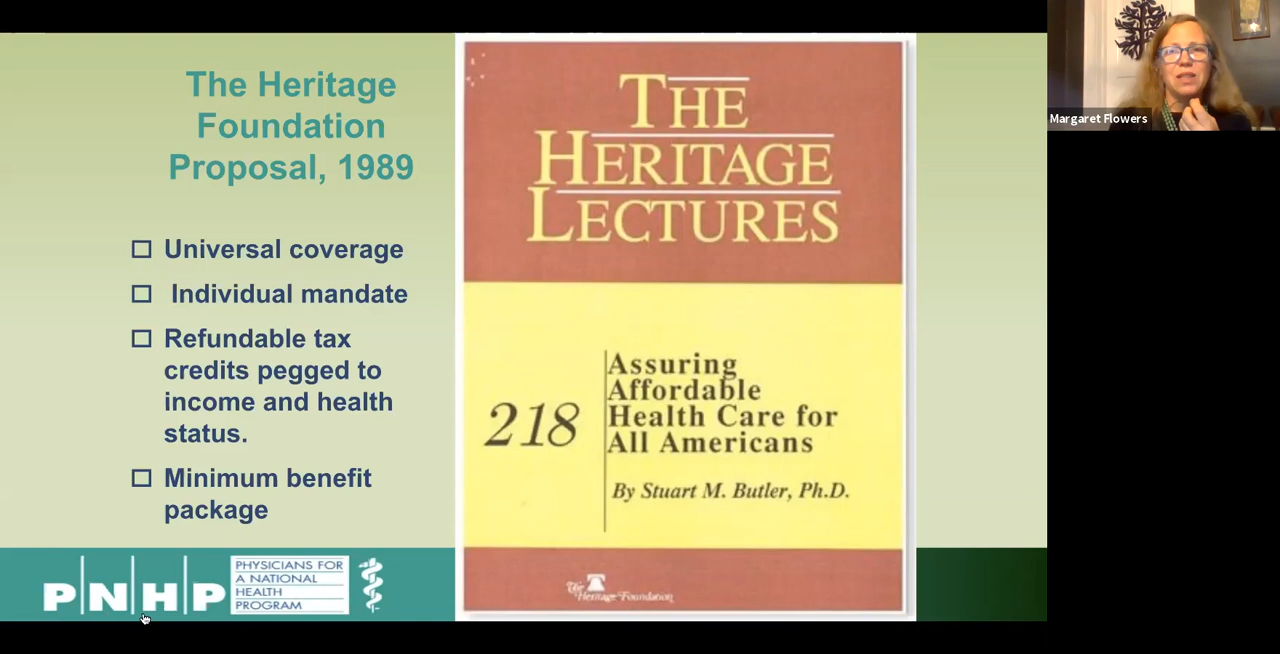 The Heritage
Foundation
Proposal, 1989
Universal coverage
Individual mandate
Refundable tax
credits pegged to
income and health
status.
Minimum benefit
package
PNHP
PHYSICIANS FOR
A NATIONAL
HEALTH
PROGRAM
THE
HERITAGE
LECTURES
218
Assuring
Affordable
Health Care for
All Americans
By Stuart M. Butler, Ph.D.
The
Heritage Foundation
Margaret Flowers